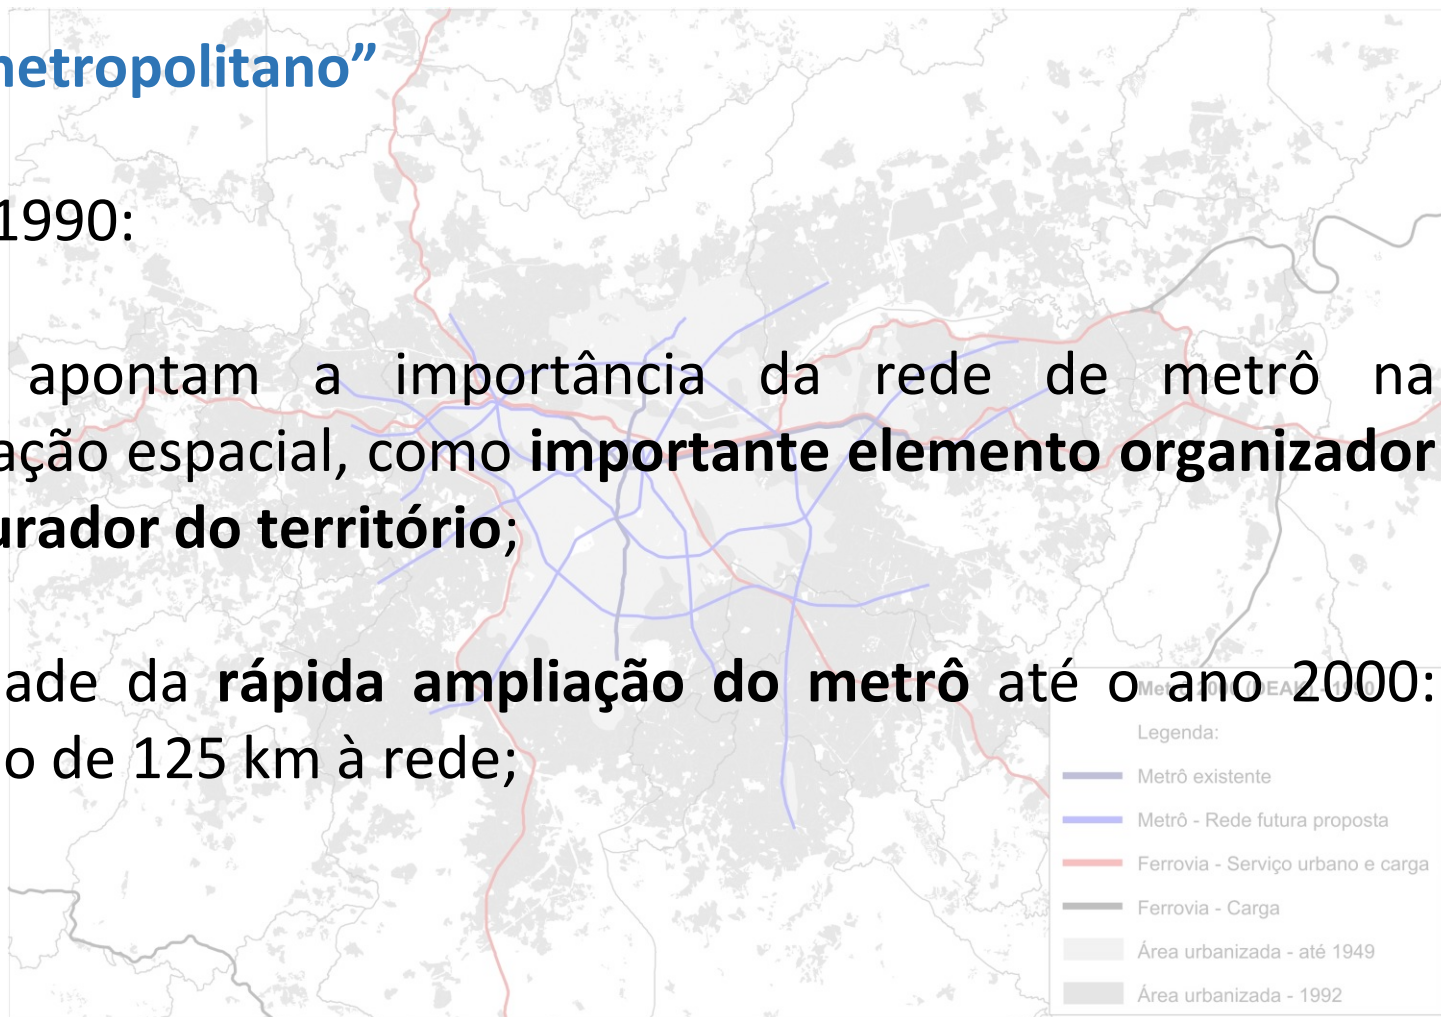 netropolitano”
1990:
apontam a importância da rede de metrô na
ação espacial, como importante elemento organizador
urador do território;
ade da rápida ampliação do metrô até o ano 2000:
o de 125 km à rede;
Legenda:
Metrô existente
Metrô - Rede futura proposta
Ferrovia - Serviço urbano e carga
Ferrovia - Carga
Área urbanizada - até 1949
Área urbanizada - 1992